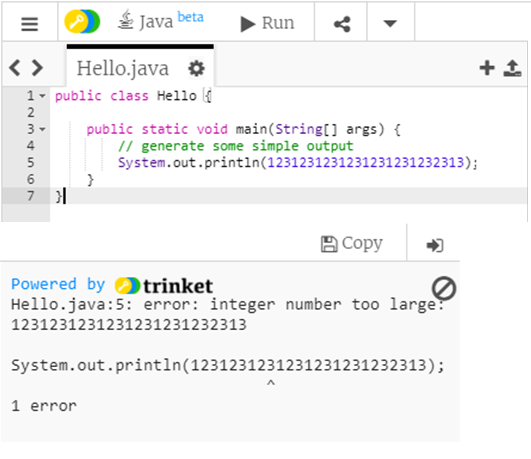 Java beta Run
Hello.java
1 public class Hello {
2
3 public static void main(String[] args) {
4 // generate some simple output
5 System.out.println(1231231231231231231232313);
6 }
7 }
Copy
Powered by trinket
Hello.java:5: error: integer number too large:
1231231231231231231232313
System.out.println(1231231231231231231232313);
^
1 error